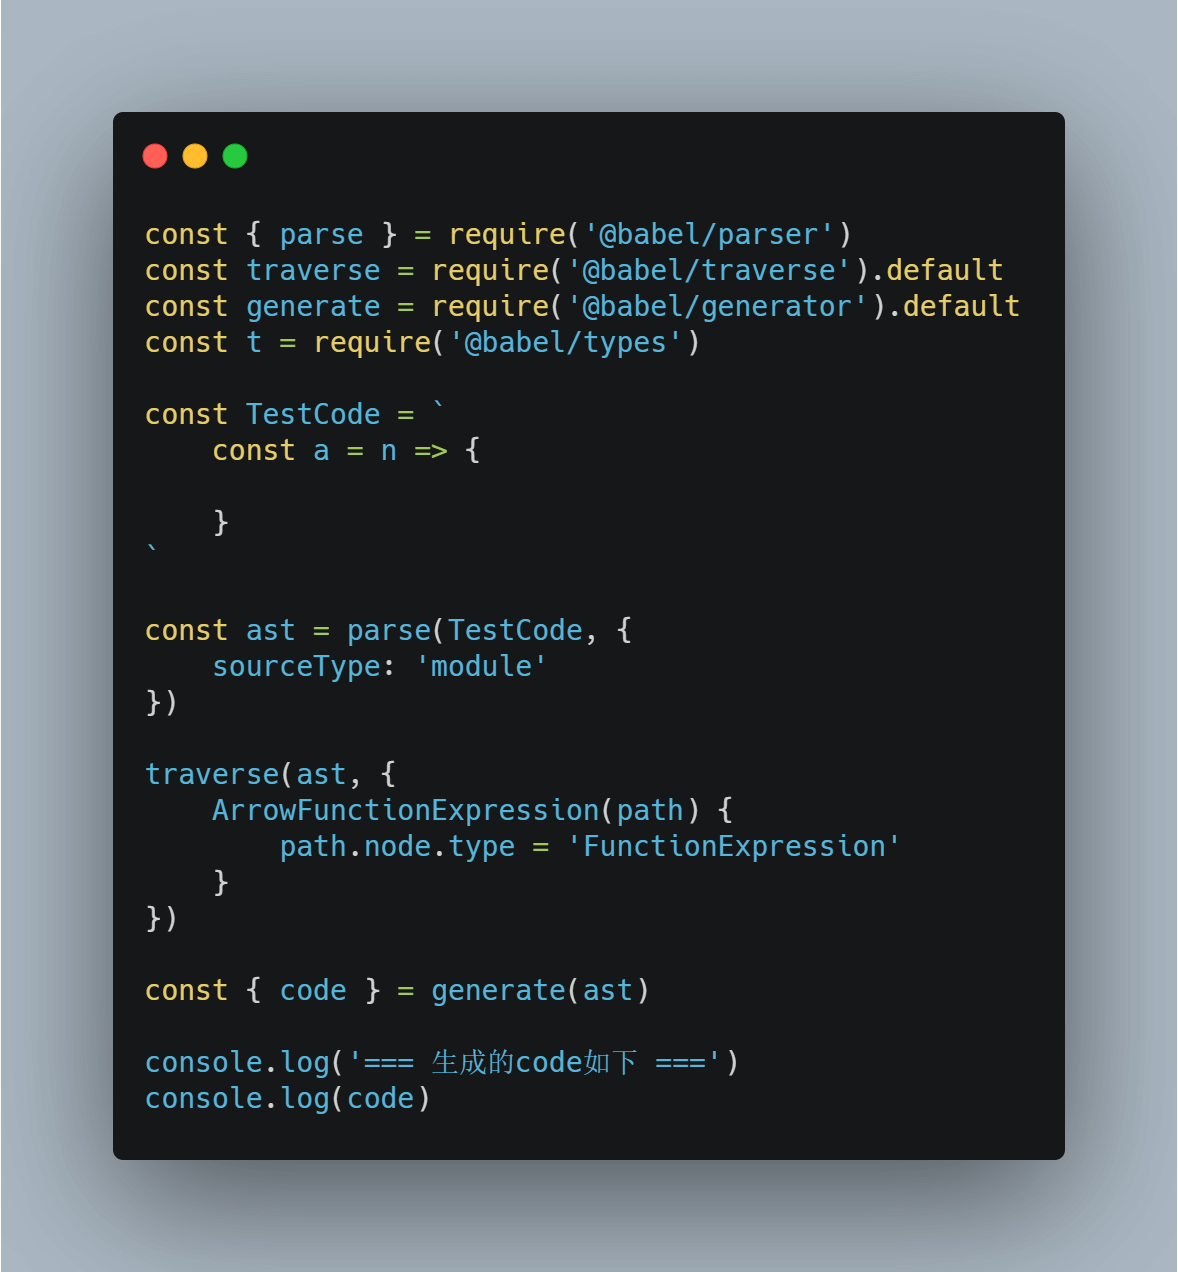 const { parse } = require('@babel/parser')
const traverse = require('@babel/traverse').default
const generate = require('@babel/generator').default
const t = require('@babel/types')

const TestCode = `
    const a = n => {

    }
`

const ast = parse(TestCode, {
    sourceType: 'module'
})

traverse(ast, {
    ArrowFunctionExpression(path) {
        path.node.type = 'FunctionExpression'
    }
})

const { code } = generate(ast)

console.log('=== 生成的code如下 ===')
console.log(code)